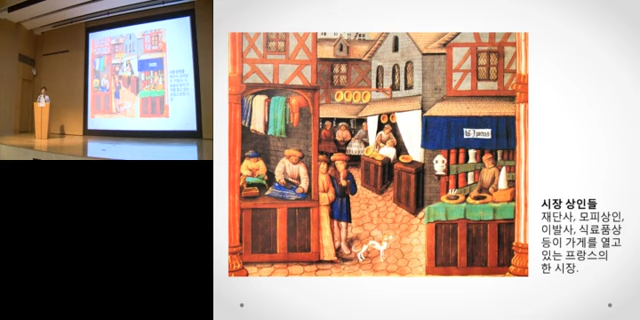 시장 상인들
재단사, 모피상인,
이발사, 식료품상
등이 가게를 열고
있는 프랑스의
한 시장.